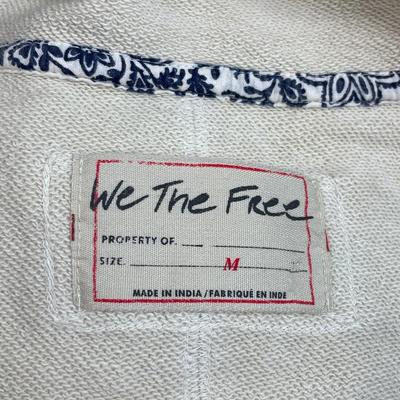 We The Free
PROPERTY OF.
SIZE. M
MADE IN INDIA / FABRIQUÉ EN INDE